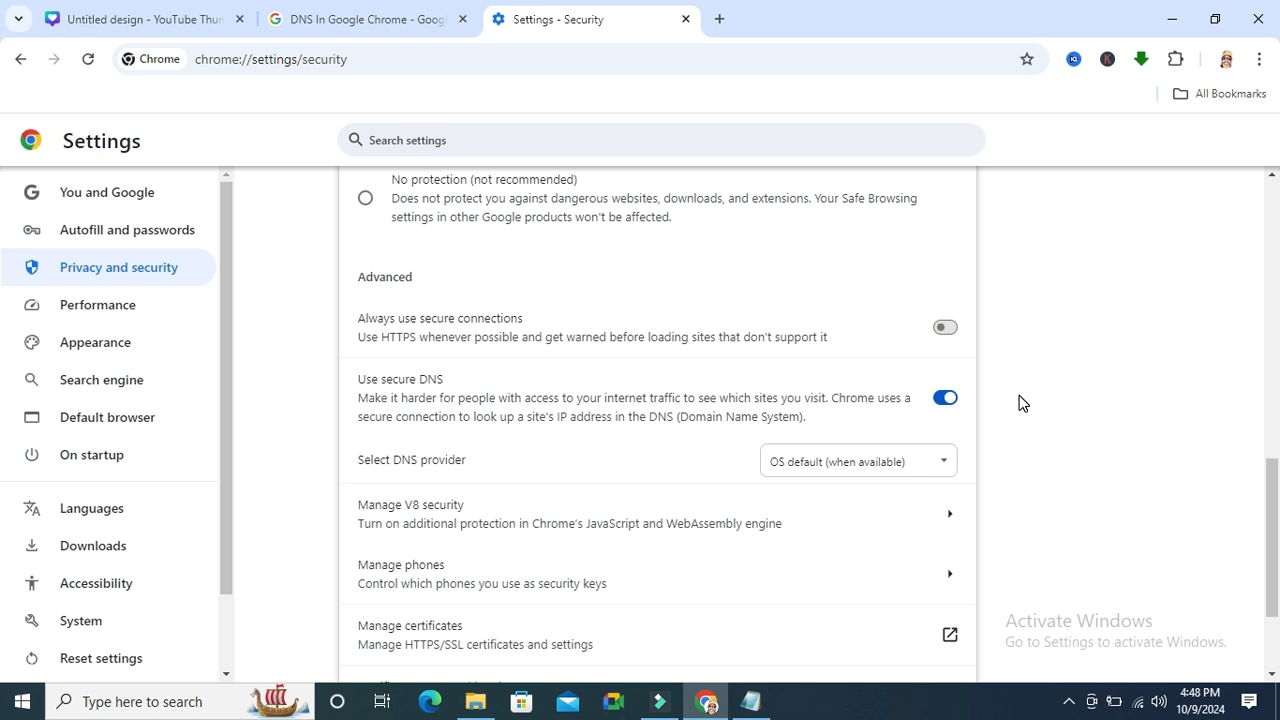 Untitled design - YouTube Thun
DNS In Google Chrome - Goog
Settings - Security
Chrome
chrome://settings/security
All Bookmarks
Settings
Search settings
You and Google
Autofill and passwords
Privacy and security
Performance
Appearance
Search engine
Default browser
On startup
Languages
Downloads
Accessibility
System
Reset settings
No protection (not recommended)
Does not protect you against dangerous websites, downloads, and extensions. Your Safe Browsing
settings in other Google products won't be affected.
Advanced
Always use secure connections
Use HTTPS whenever possible and get warned before loading sites that don't support it
Use secure DNS
Make it harder for people with access to your internet traffic to see which sites you visit. Chrome uses a
secure connection to look up a site's IP address in the DNS (Domain Name System).
Select DNS provider
OS default (when available)
Manage V8 security
Turn on additional protection in Chrome's JavaScript and WebAssembly engine
Manage phones
Control which phones you use as security keys
Manage certificates
Manage HTTPS/SSL certificates and settings
Activate Windows
Go to Settings to activate Windows.
Type here to search
4:48 PM
10/9/2024